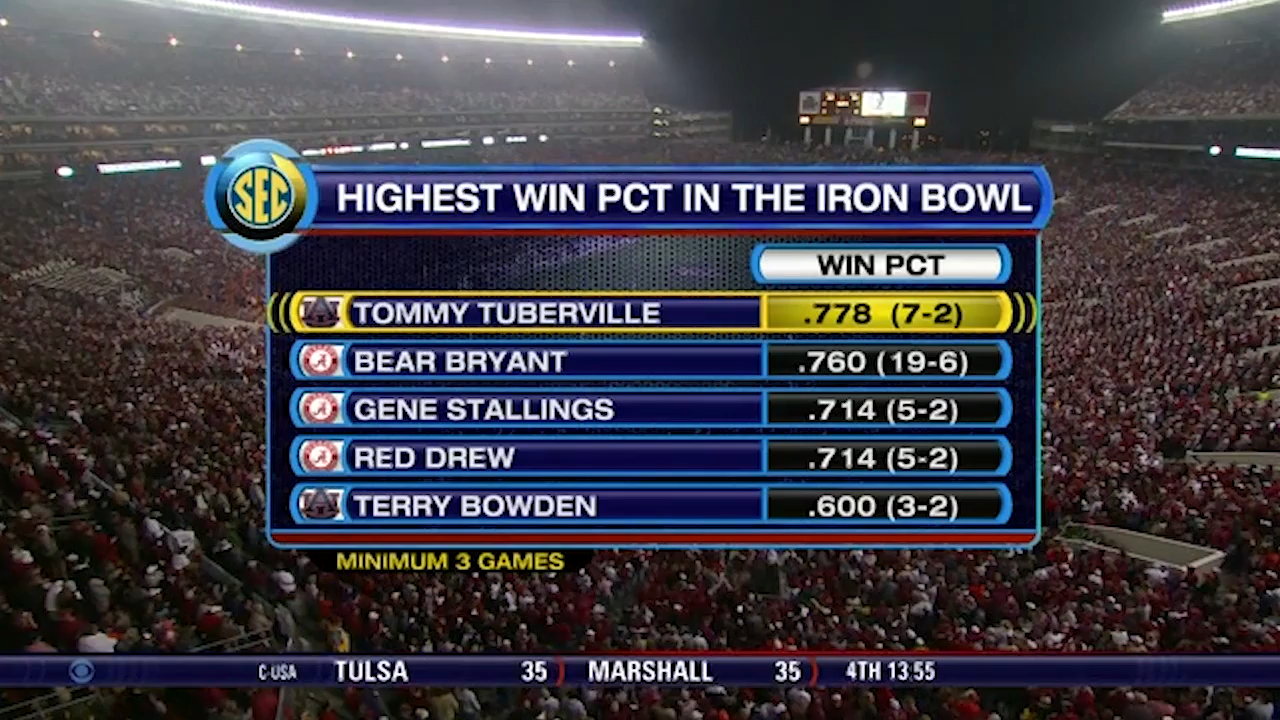 SEC
HIGHEST WIN PCT IN THE IRON BOWL
WIN PCT
TOMMY TUBERVILLE .778 (7-2)
BEAR BRYANT .760 (19-6)
GENE STALLINGS .714 (5-2)
RED DREW .714 (5-2)
TERRY BOWDEN .600 (3-2)
MINIMUM 3 GAMES
C-USA TULSA 35 MARSHALL 35 4TH 13:55